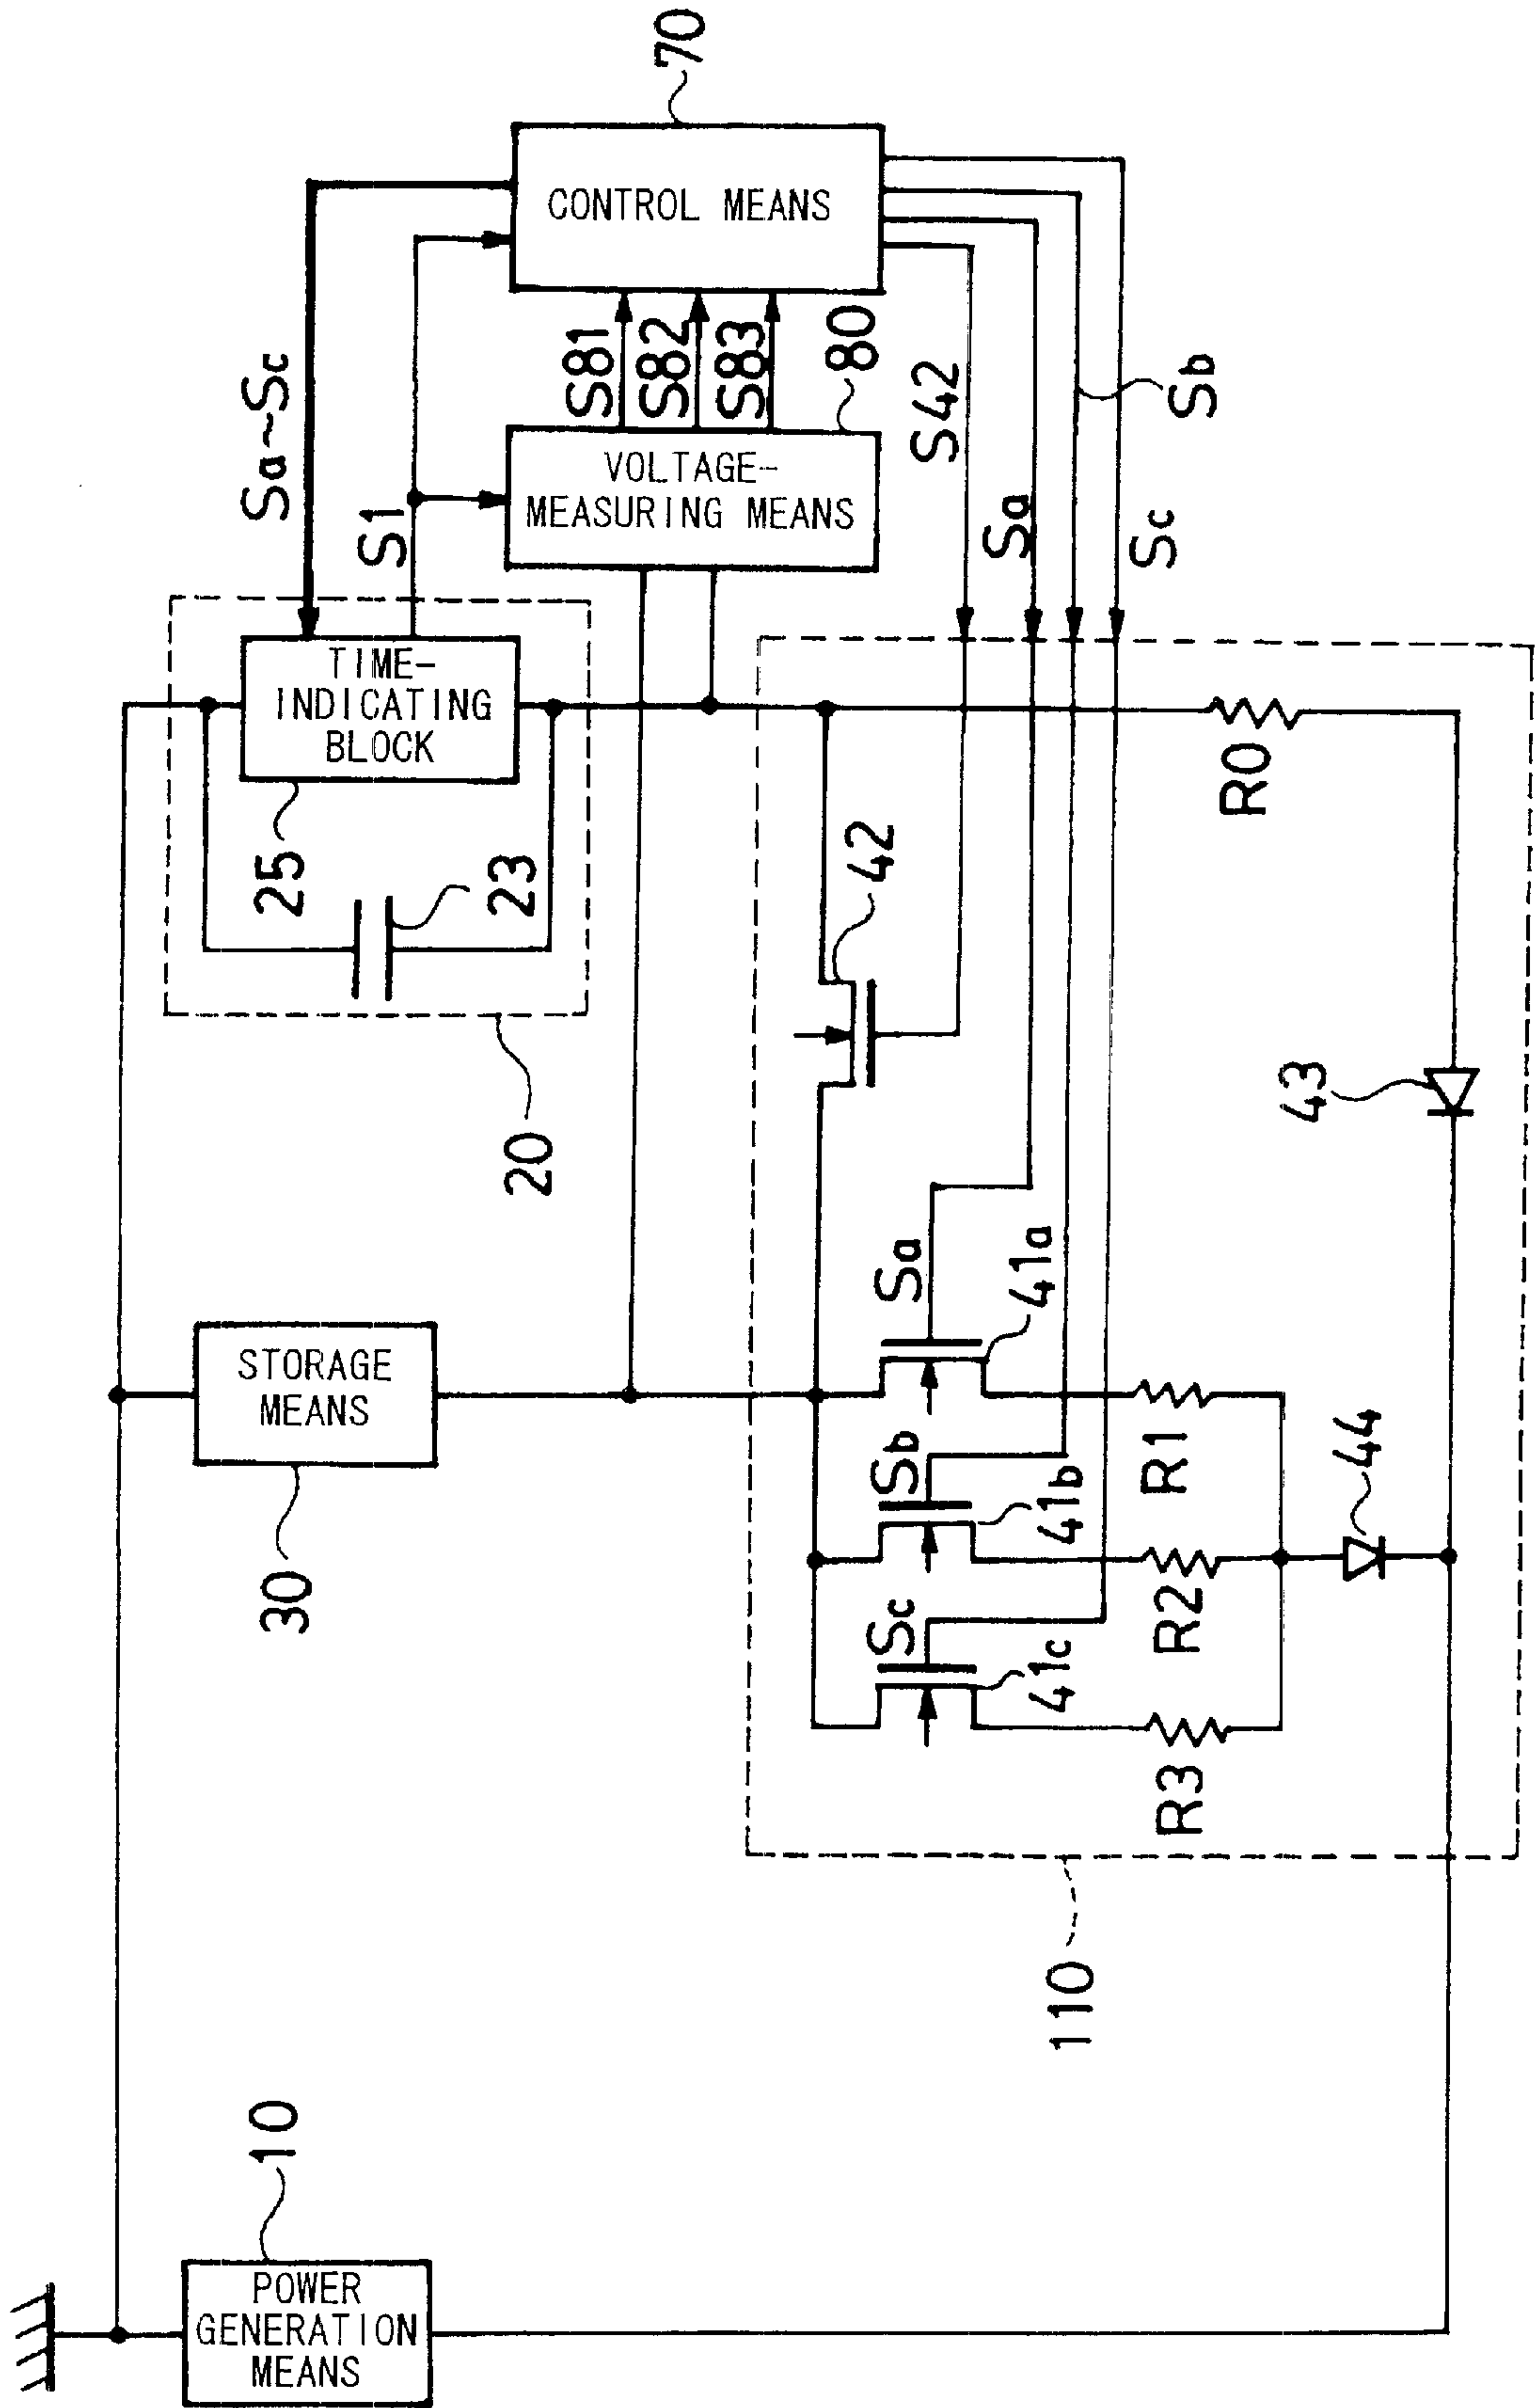 10
POWER
GENERATION
MEANS
30
STORAGE
MEANS
20
25
23
TIME-
INDICATING
BLOCK
Sa~Sc
S1
VOLTAGE-
MEASURING MEANS
80
S81
S82
S83
CONTROL MEANS
70
S42
Sa
Sb
Sc
42
Sa
41a
Sb
41b
Sc
41c
R1
R2
R3
44
43
R0
110